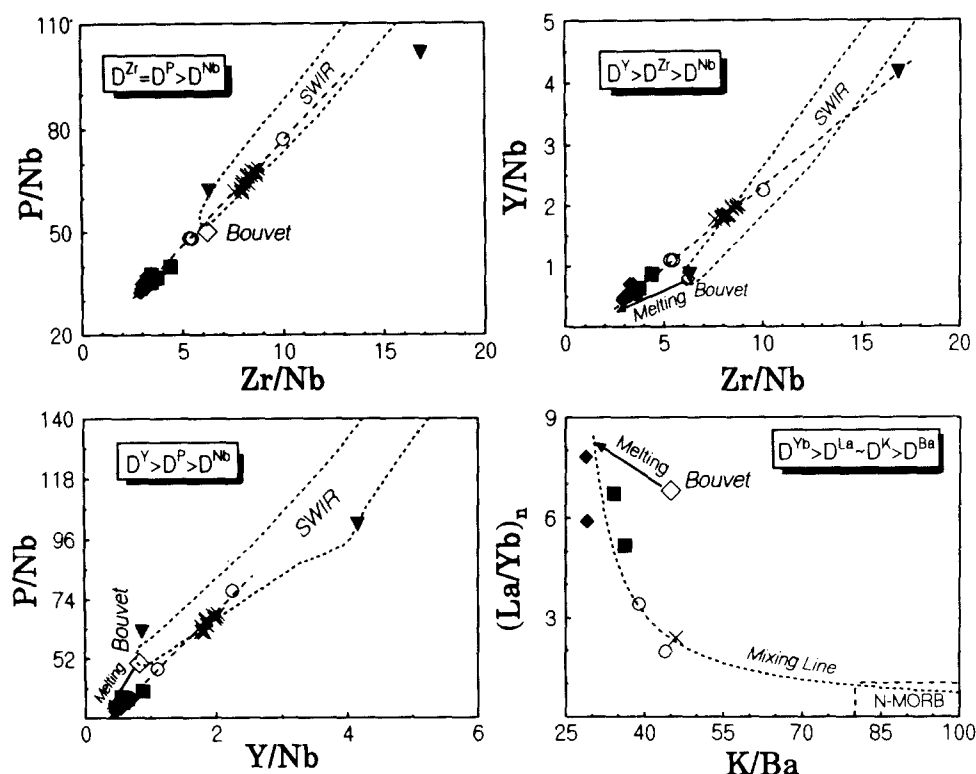 110
80
50
20
P/Nb
D^Zr=D^P>D^Nb
SWIR
Bouvet
0 5 10 15 20
Zr/Nb
5
4
3
2
1
Y/Nb
D^Y>D^Zr>D^Nb
SWIR
Melting Bouvet
0 5 10 15 20
Zr/Nb
140
118
96
74
52
P/Nb
D^Y>D^P>D^Nb
SWIR
Bouvet
Melting
0 2 4 6
Y/Nb
9
6
3
(La/Yb)n
D^Yb>D^La~D^K>D^Ba
Melting
Bouvet
Mixing Line
N-MORB
25 40 55 70 85 100
K/Ba